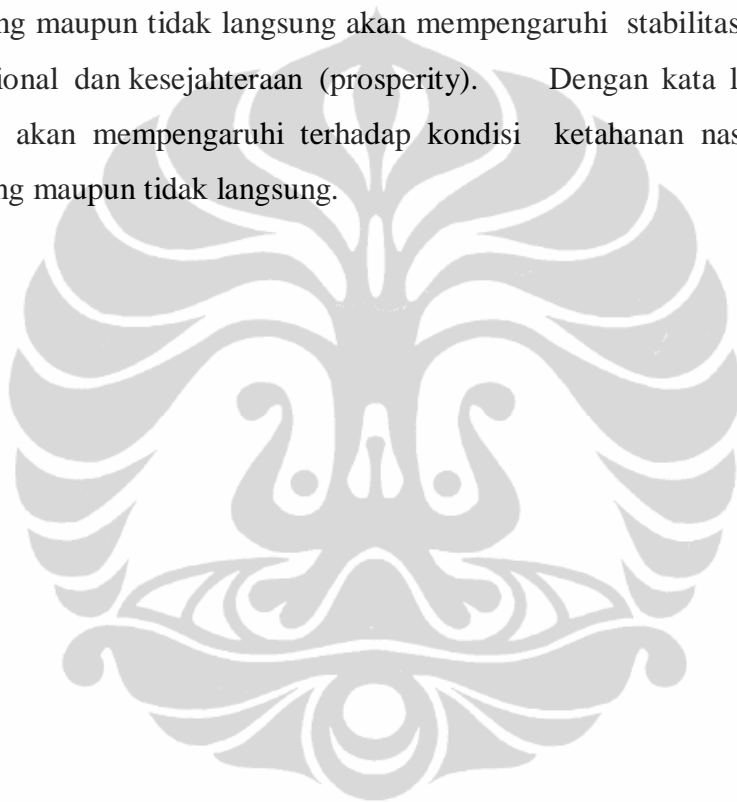 ng maupun tidak langsung akan mempengaruhi stabilitas
ional dan kesejahteraan (prosperity). Dengan kata l
akan mempengaruhi terhadap kondisi ketahanan nas
ng maupun tidak langsung.